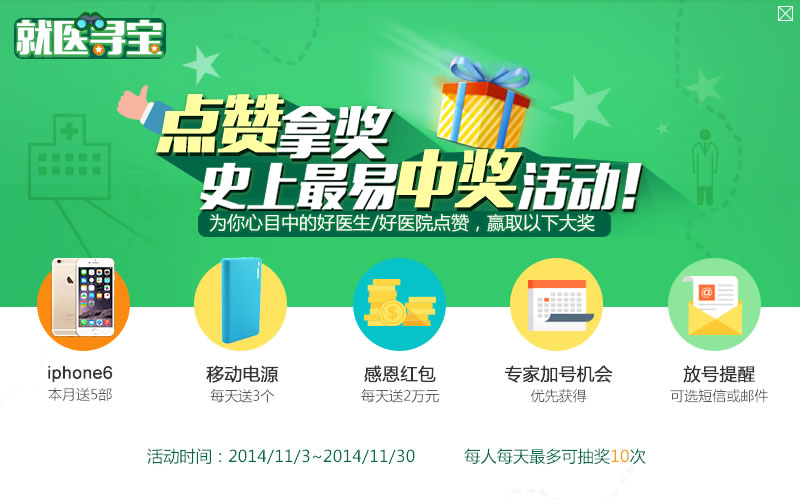 就医寻宝
点赞拿奖
史上最易中奖活动!
为你心目中的好医生/好医院点赞，赢取以下大奖
@
$
iphone6
移动电源
感恩红包
专家加号机会
放号提醒
本月送5部
每天送3个
每天送2万元
优先获得
可选短信或邮件
活动时间：2014/11/3~2014/11/30
每人每天最多可抽奖10次